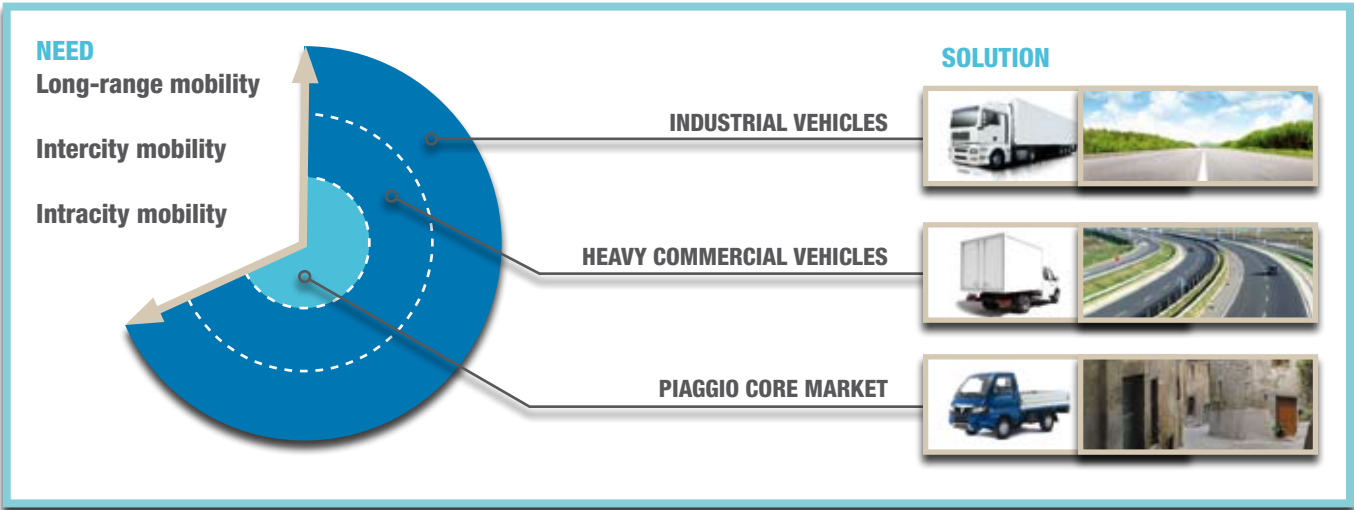 NEED
Long-range mobility
Intercity mobility
Intracity mobility
SOLUTION
INDUSTRIAL VEHICLES
HEAVY COMMERCIAL VEHICLES
PIAGGIO CORE MARKET